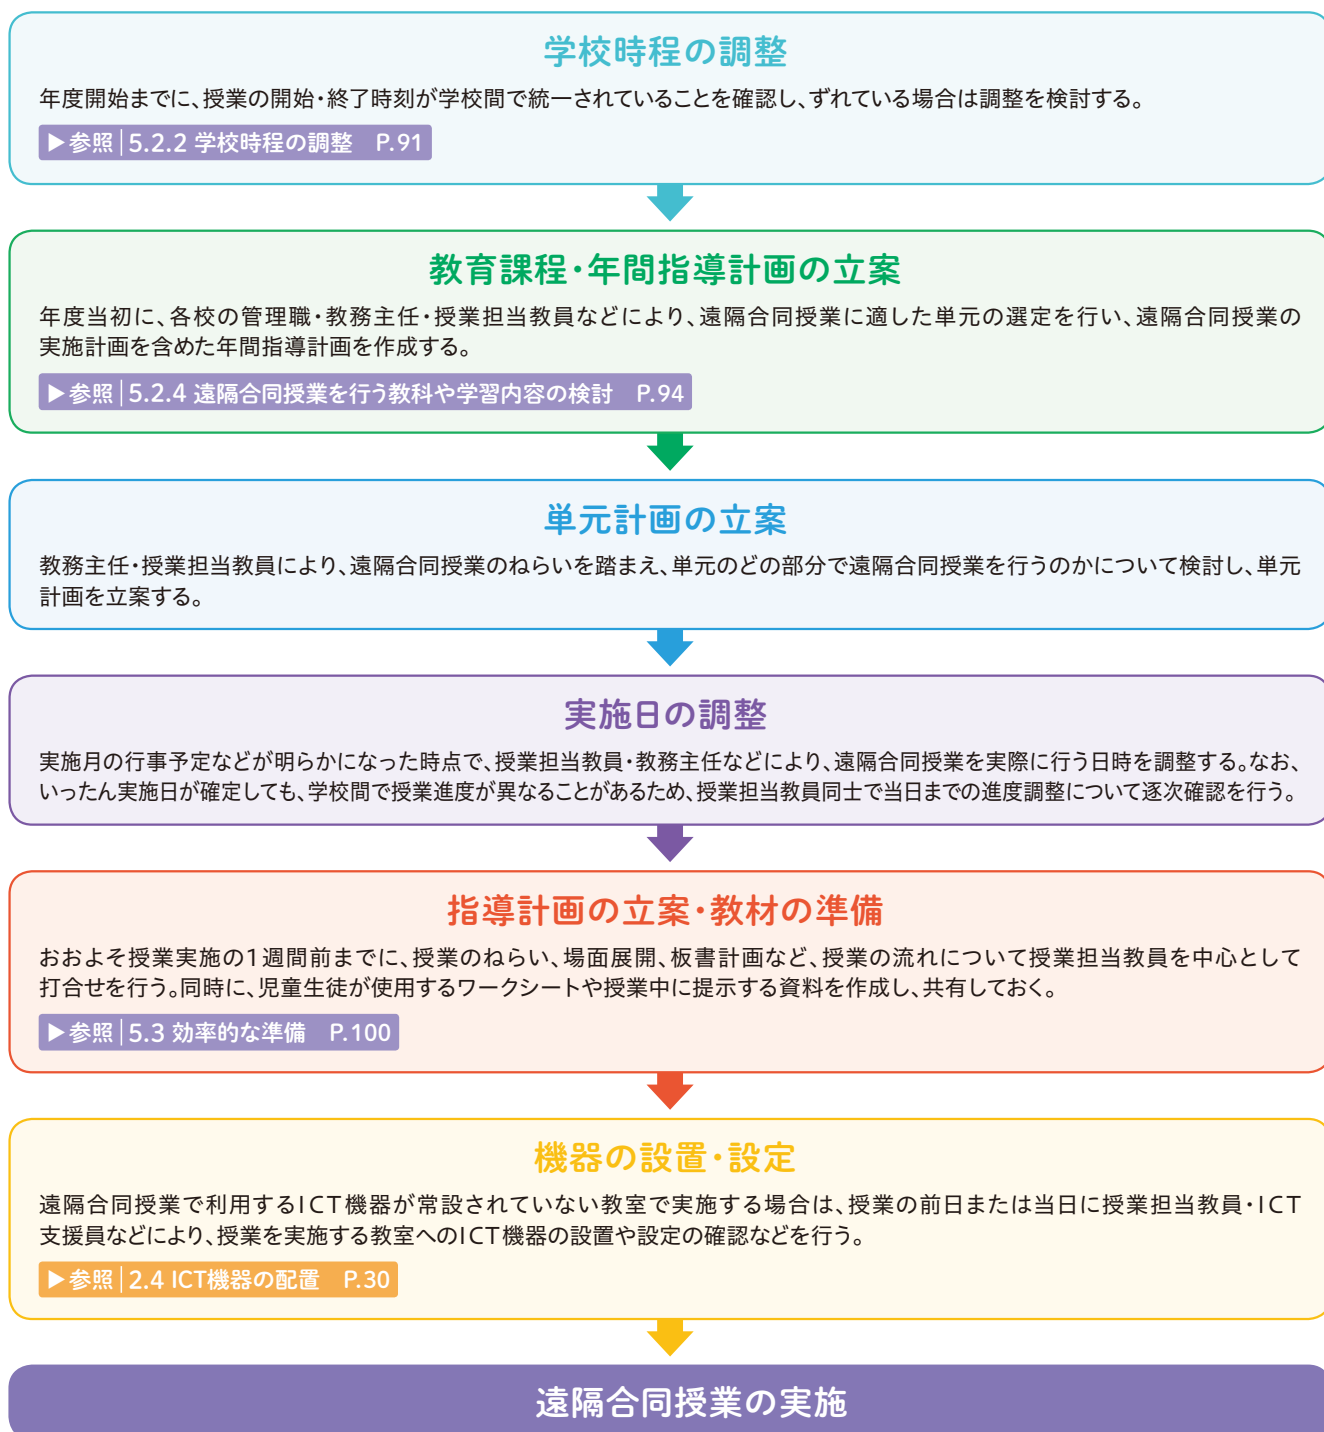 学校時程の調整
年度開始までに、授業の開始・終了時刻が学校間で統一されていることを確認し、ずれている場合は調整を検討する。
▶参照|5.2.2 学校時程の調整　P.91
教育課程・年間指導計画の立案
年度当初に、各校の管理職・教務主任・授業担当教員などにより、遠隔合同授業に適した単元の選定を行い、遠隔合同授業の
実施計画を含めた年間指導計画を作成する。
▶参照|5.2.4 遠隔合同授業を行う教科や学習内容の検討　P.94
単元計画の立案
教務主任・授業担当教員により、遠隔合同授業のねらいを踏まえ、単元のどの部分で遠隔合同授業を行うのかについて検討し、単元
計画を立案する。
実施日の調整
実施月の行事予定などが明らかになった時点で、授業担当教員・教務主任などにより、遠隔合同授業を実際に行う日時を調整する。なお、
いったん実施日が確定しても、学校間で授業進度が異なることがあるため、授業担当教員同士で当日までの進度調整について逐次確認を行う。
指導計画の立案・教材の準備
おおよそ授業実施の1週間前までに、授業のねらい、場面展開、板書計画など、授業の流れについて授業担当教員を中心として
打合せを行う。同時に、児童生徒が使用するワークシートや授業中に提示する資料を作成し、共有しておく。
▶参照|5.3 効率的な準備　P.100
機器の設置・設定
遠隔合同授業で利用するICT機器が常設されていない教室で実施する場合は、授業の前日または当日に授業担当教員・ICT
支援員などにより、授業を実施する教室へのICT機器の設置や設定の確認などを行う。
▶参照|2.4 ICT機器の配置　P.30
遠隔合同授業の実施